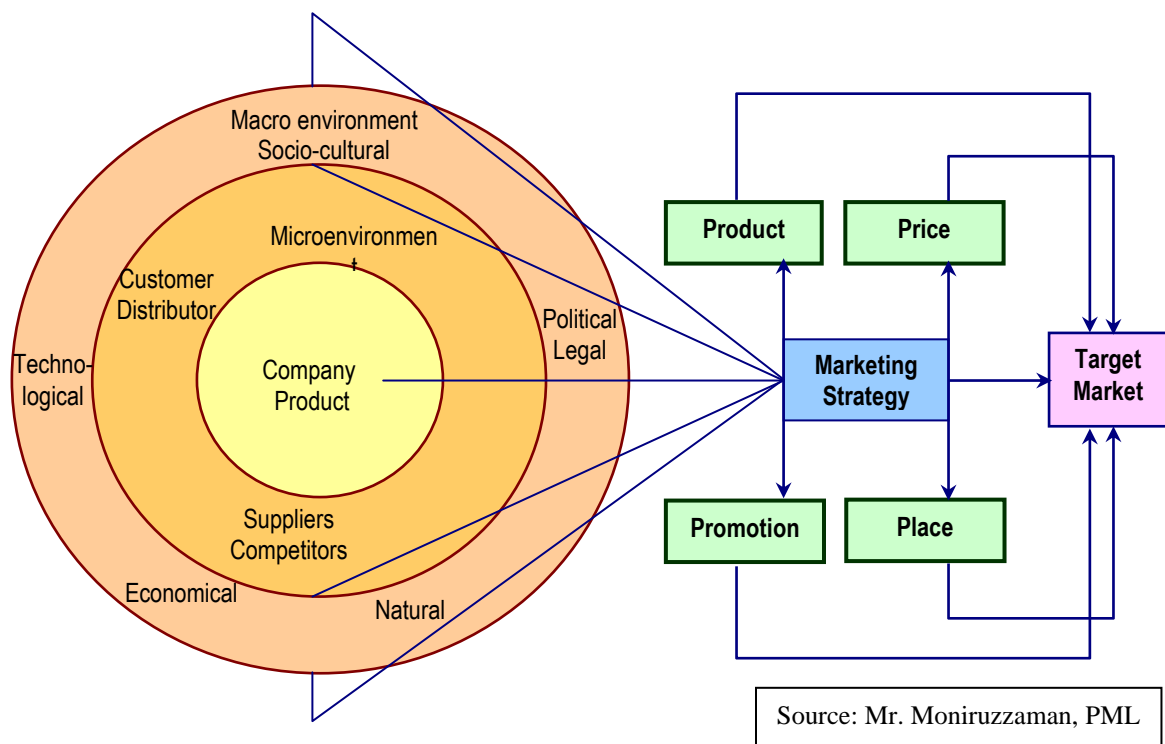 Macro environment
Socio-cultural
Microenvironmen
t
Customer
Distributor
Political
Legal
Techno-
logical
Company
Product
Suppliers
Competitors
Economical
Natural
Product
Price
Marketing
Strategy
Target
Market
Promotion
Place
Source: Mr. Moniruzzaman, PML